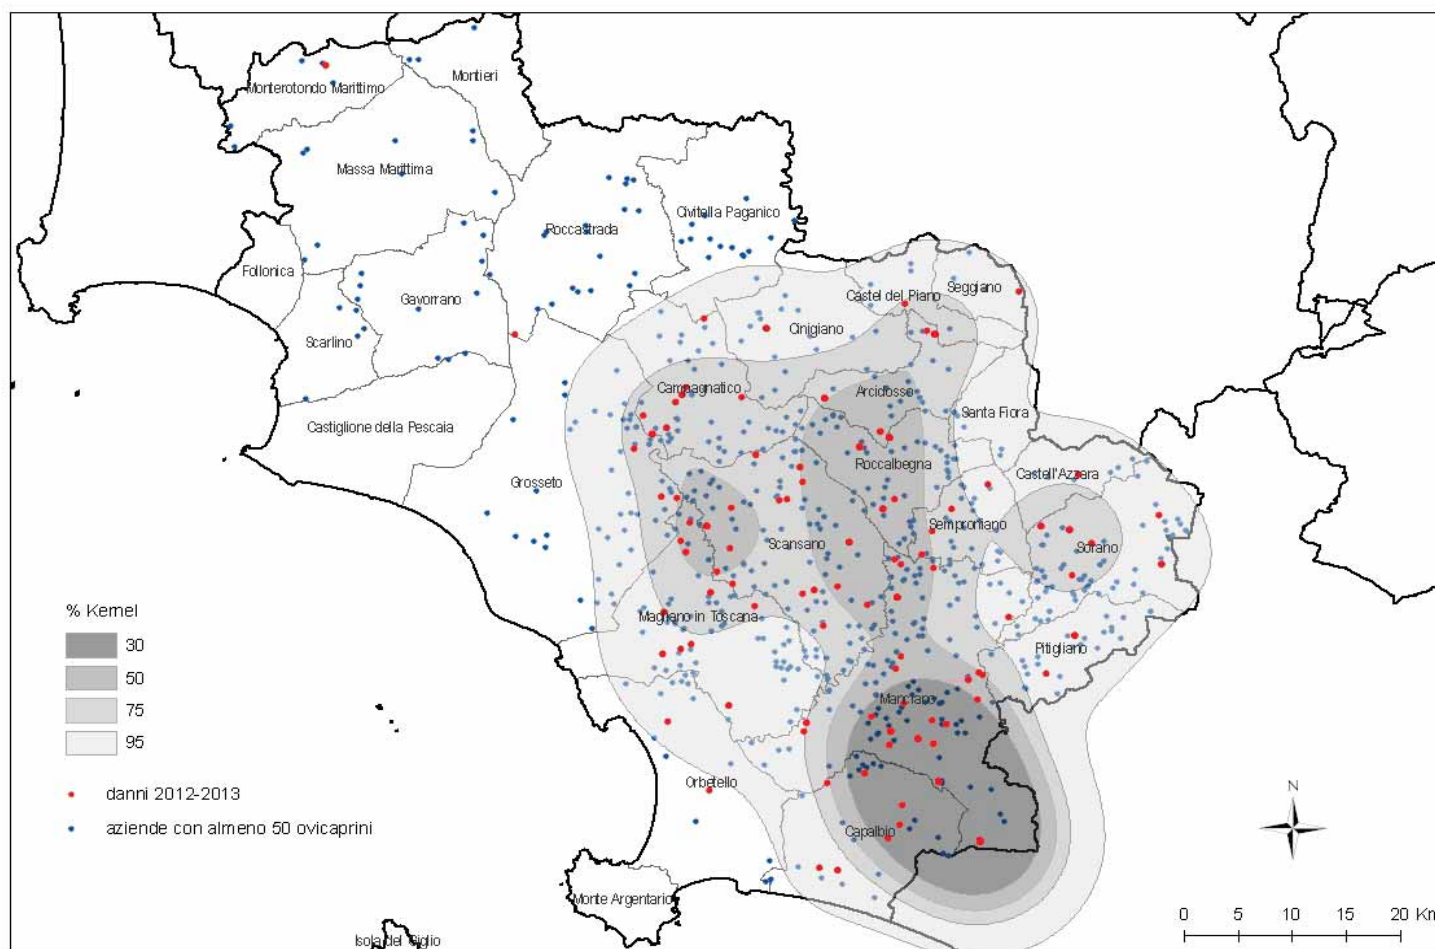 Montieri
Monterotondo Marittimo
Massa Marittima
Civitella Paganico
Roccastrada
Follonica
Seggiano
Castel del Piano
Gavorrano
Cinigiano
Scarlino
Campagnatico
Arcidosso
Santa Fiora
Castiglione della Pescaia
Roccalbegna
Castell'Azzara
Grosseto
Semproniano
Scansano
Sorano
% Kernel
Magliano in Toscana
30
Pitigliano
50
Manciano
75
95
Orbetello
danni 2012-2013
N
aziende con almeno 50 ovicaprini
Capalbio
Monte Argentario
0 5 10 15 20 Km
Isola del Giglio